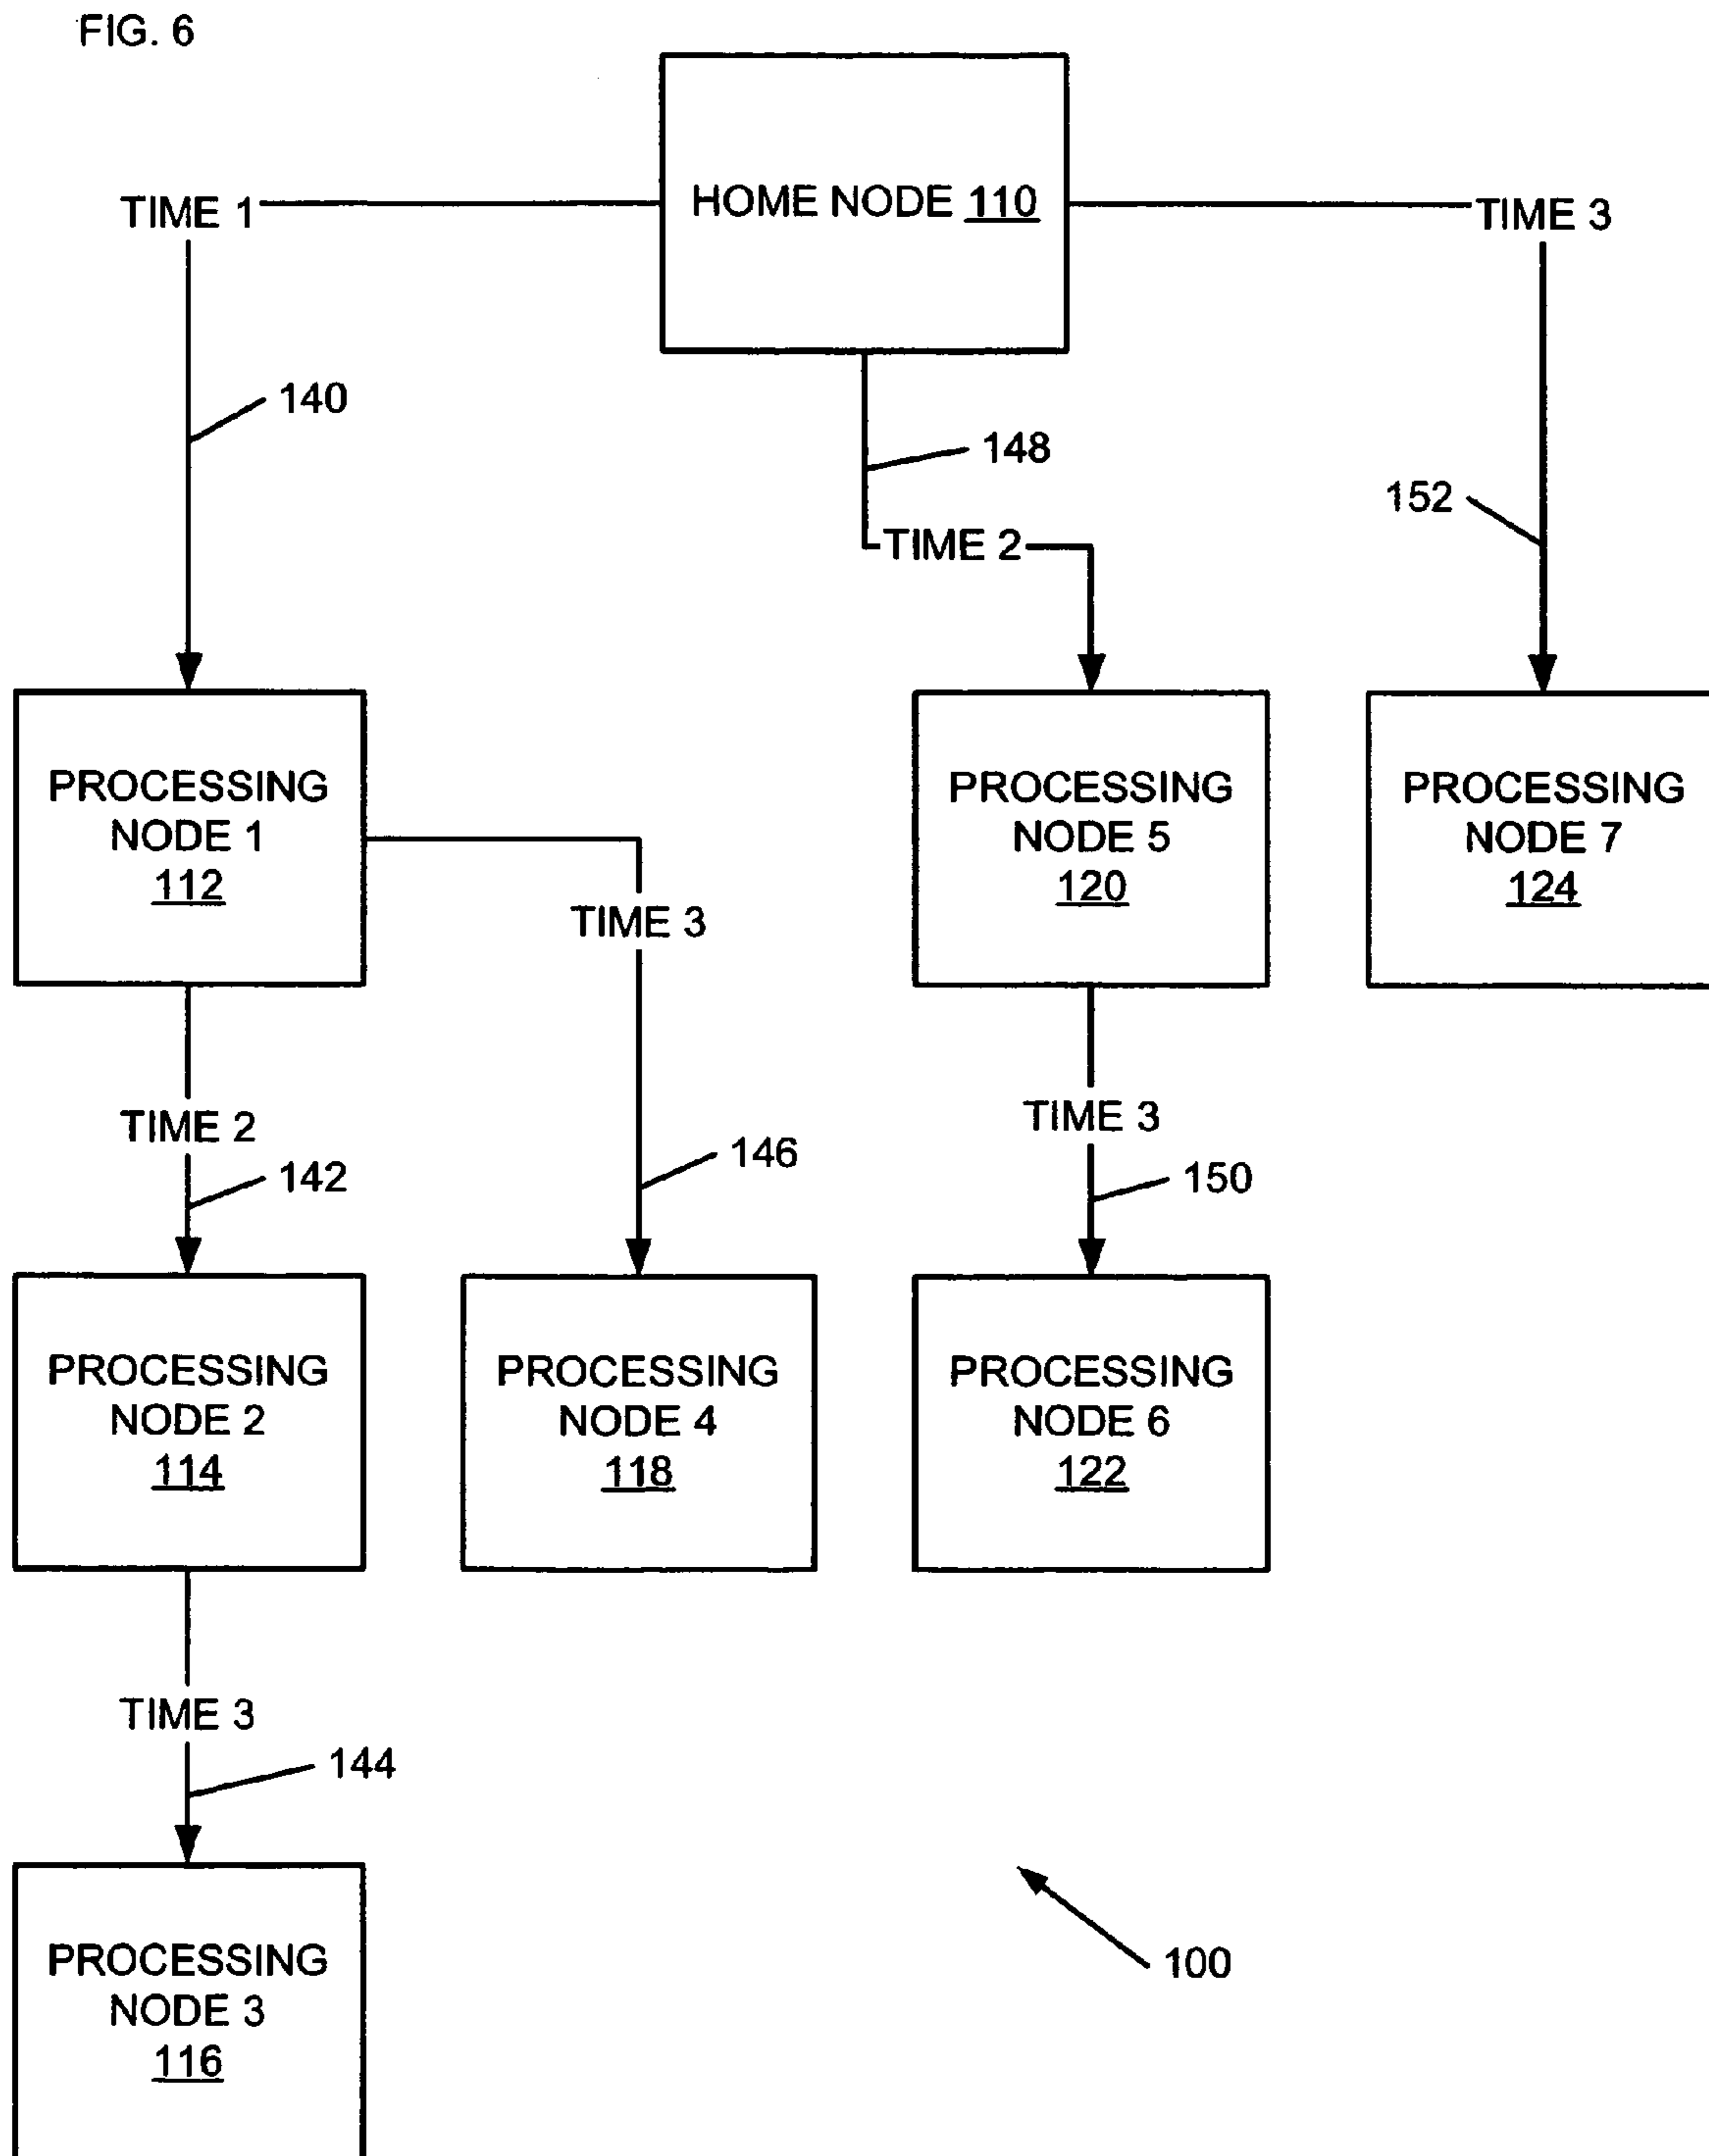 FIG. 6
HOME NODE 110
TIME 1
TIME 3
140
148
152
TIME 2
PROCESSING
NODE 1
112
PROCESSING
NODE 5
120
PROCESSING
NODE 7
124
TIME 3
TIME 2
TIME 3
142
146
150
PROCESSING
NODE 2
114
PROCESSING
NODE 4
118
PROCESSING
NODE 6
122
TIME 3
144
PROCESSING
NODE 3
116
100